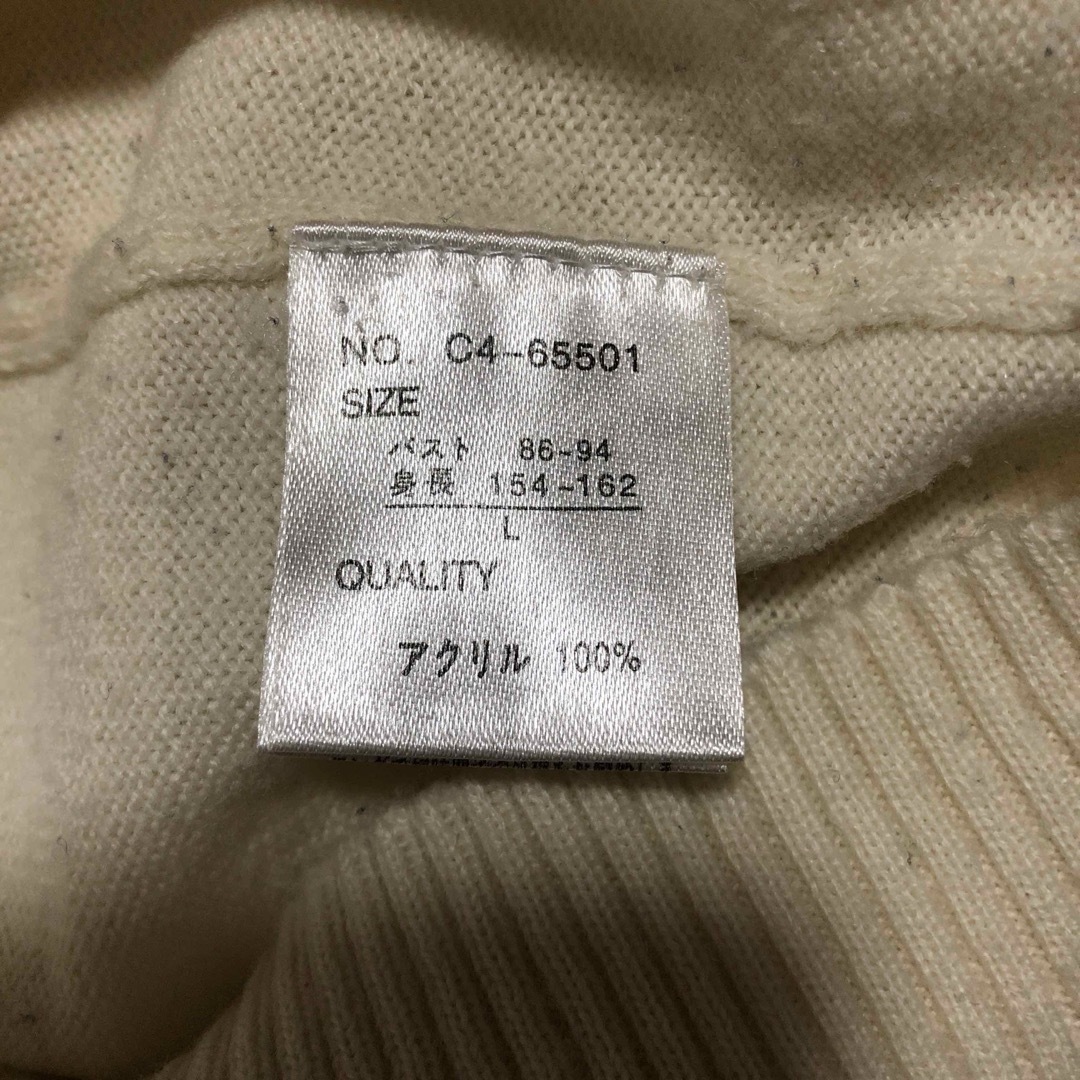 NO. C4-65501
SIZE
バスト 86-94
身長 154-162
L
QUALITY
アクリル 100%